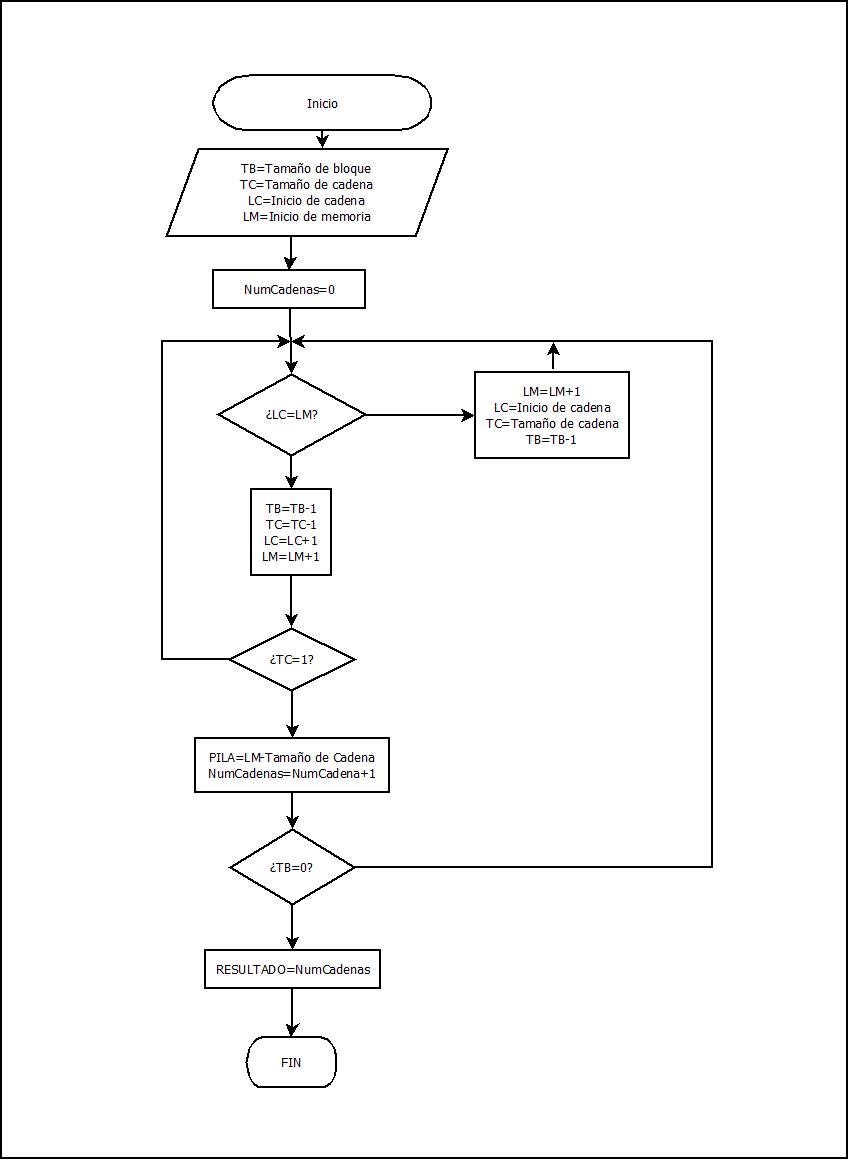 Inicio
TB=Tamaño de bloque
TC=Tamaño de cadena
LC=Inicio de cadena
LM=Inicio de memoria
NumCadenas=0
¿LC=LM?
LM=LM+1
LC=Inicio de cadena
TC=Tamaño de cadena
TB=TB-1
TB=TB-1
TC=TC-1
LC=LC+1
LM=LM+1
¿TC=1?
PILA=LM-Tamaño de Cadena
NumCadenas=NumCadena+1
¿TB=0?
RESULTADO=NumCadenas
FIN